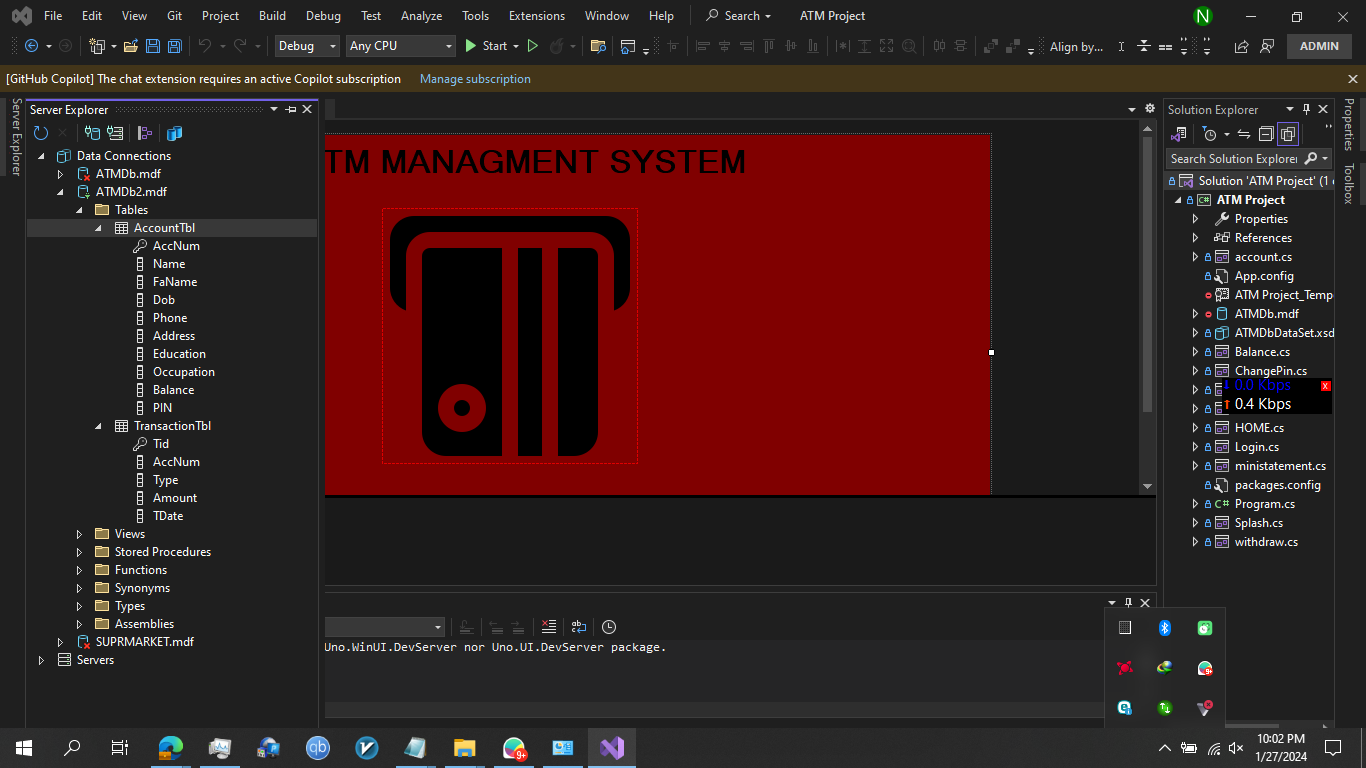 File Edit View Git Project Build Debug Test Analyze Tools Extensions Window Help Search ATM Project N
Debug Any CPU Start Align by... ADMIN
[GitHub Copilot] The chat extension requires an active Copilot subscription Manage subscription
Server Explorer
Server Explorer
Data Connections
ATMDb.mdf
ATMDb2.mdf
Tables
AccountTbl
AccNum
Name
FaName
Dob
Phone
Address
Education
Occupation
Balance
PIN
TransactionTbl
Tid
AccNum
Type
Amount
TDate
Views
Stored Procedures
Functions
Synonyms
Types
Assemblies
SUPRMARKET.mdf
Servers
TM MANAGMENT SYSTEM
Uno.WinUI.DevServer nor Uno.UI.DevServer package.
Solution Explorer
Search Solution Explorer
Solution 'ATM Project' (1
ATM Project
Properties
References
account.cs
App.config
ATM Project_Temp
ATMDb.mdf
ATMDbDataSet.xsd
Balance.cs
ChangePin.cs
0.0 Kbps
0.4 Kbps
HOME.cs
Login.cs
ministatement.cs
packages.config
Program.cs
Splash.cs
withdraw.cs
Properties
Toolbox
qb
9+
10:02 PM
1/27/2024